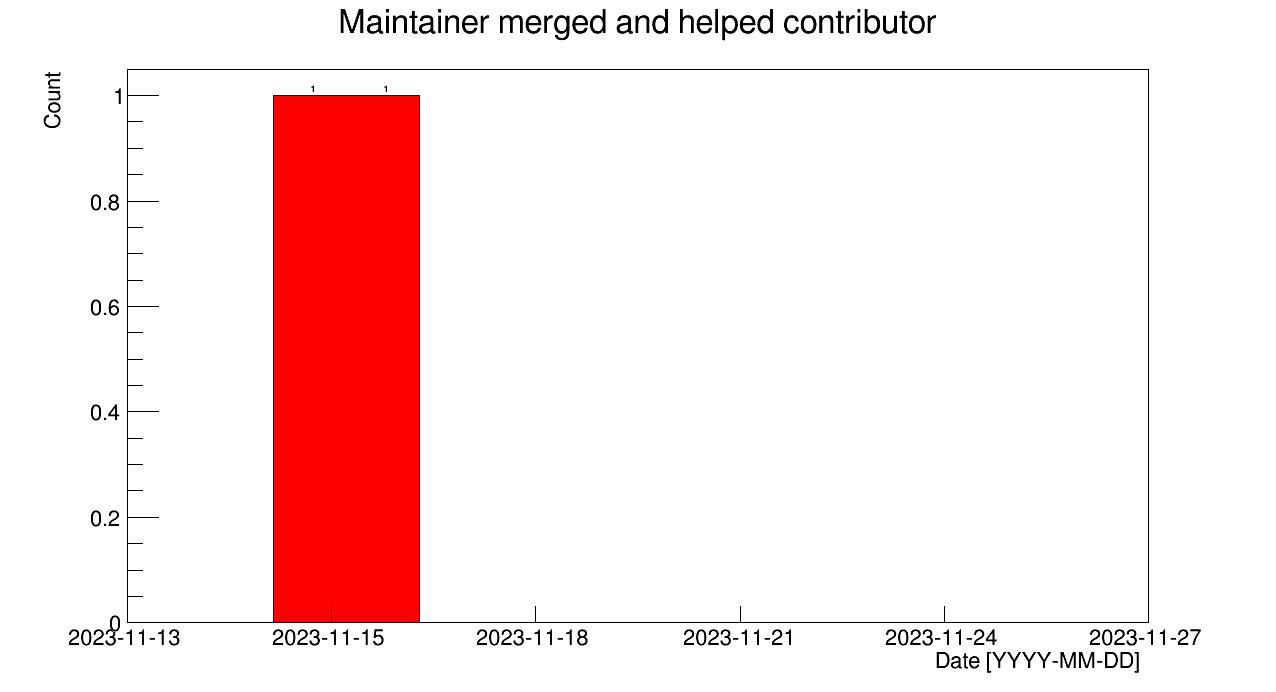 Maintainer merged and helped contributor
Count
1 1
1
0.8
0.6
0.4
0.2
0
2023-11-13 2023-11-15 2023-11-18 2023-11-21 2023-11-24 2023-11-27
Date [YYYY-MM-DD]